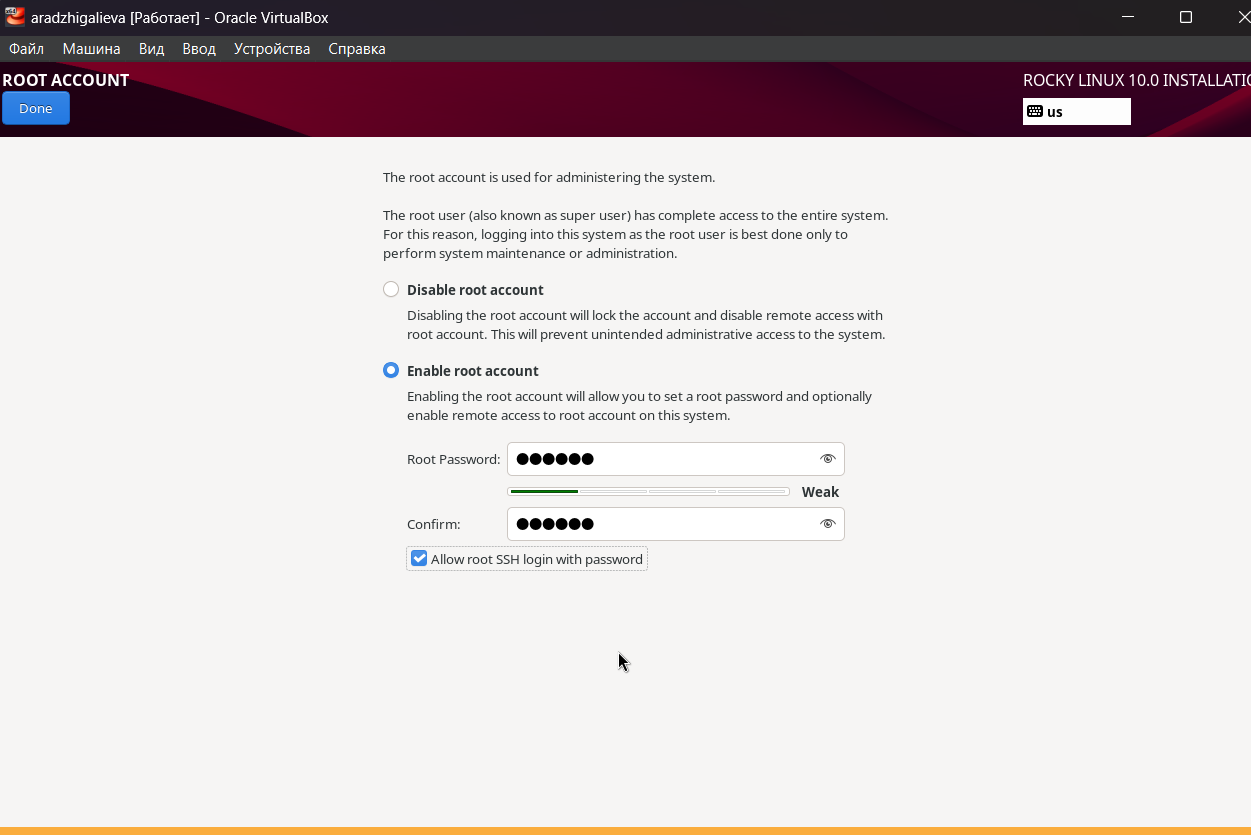 aradzhigalieva [Работает] - Oracle VirtualBox
Файл Машина Вид Ввод Устройства Справка
ROOT ACCOUNT
ROCKY LINUX 10.0 INSTALLATIO
Done
us
The root account is used for administering the system.
The root user (also known as super user) has complete access to the entire system.
For this reason, logging into this system as the root user is best done only to
perform system maintenance or administration.
Disable root account
Disabling the root account will lock the account and disable remote access with
root account. This will prevent unintended administrative access to the system.
Enable root account
Enabling the root account will allow you to set a root password and optionally
enable remote access to root account on this system.
Root Password: ●●●●●●
Weak
Confirm: ●●●●●●
Allow root SSH login with password